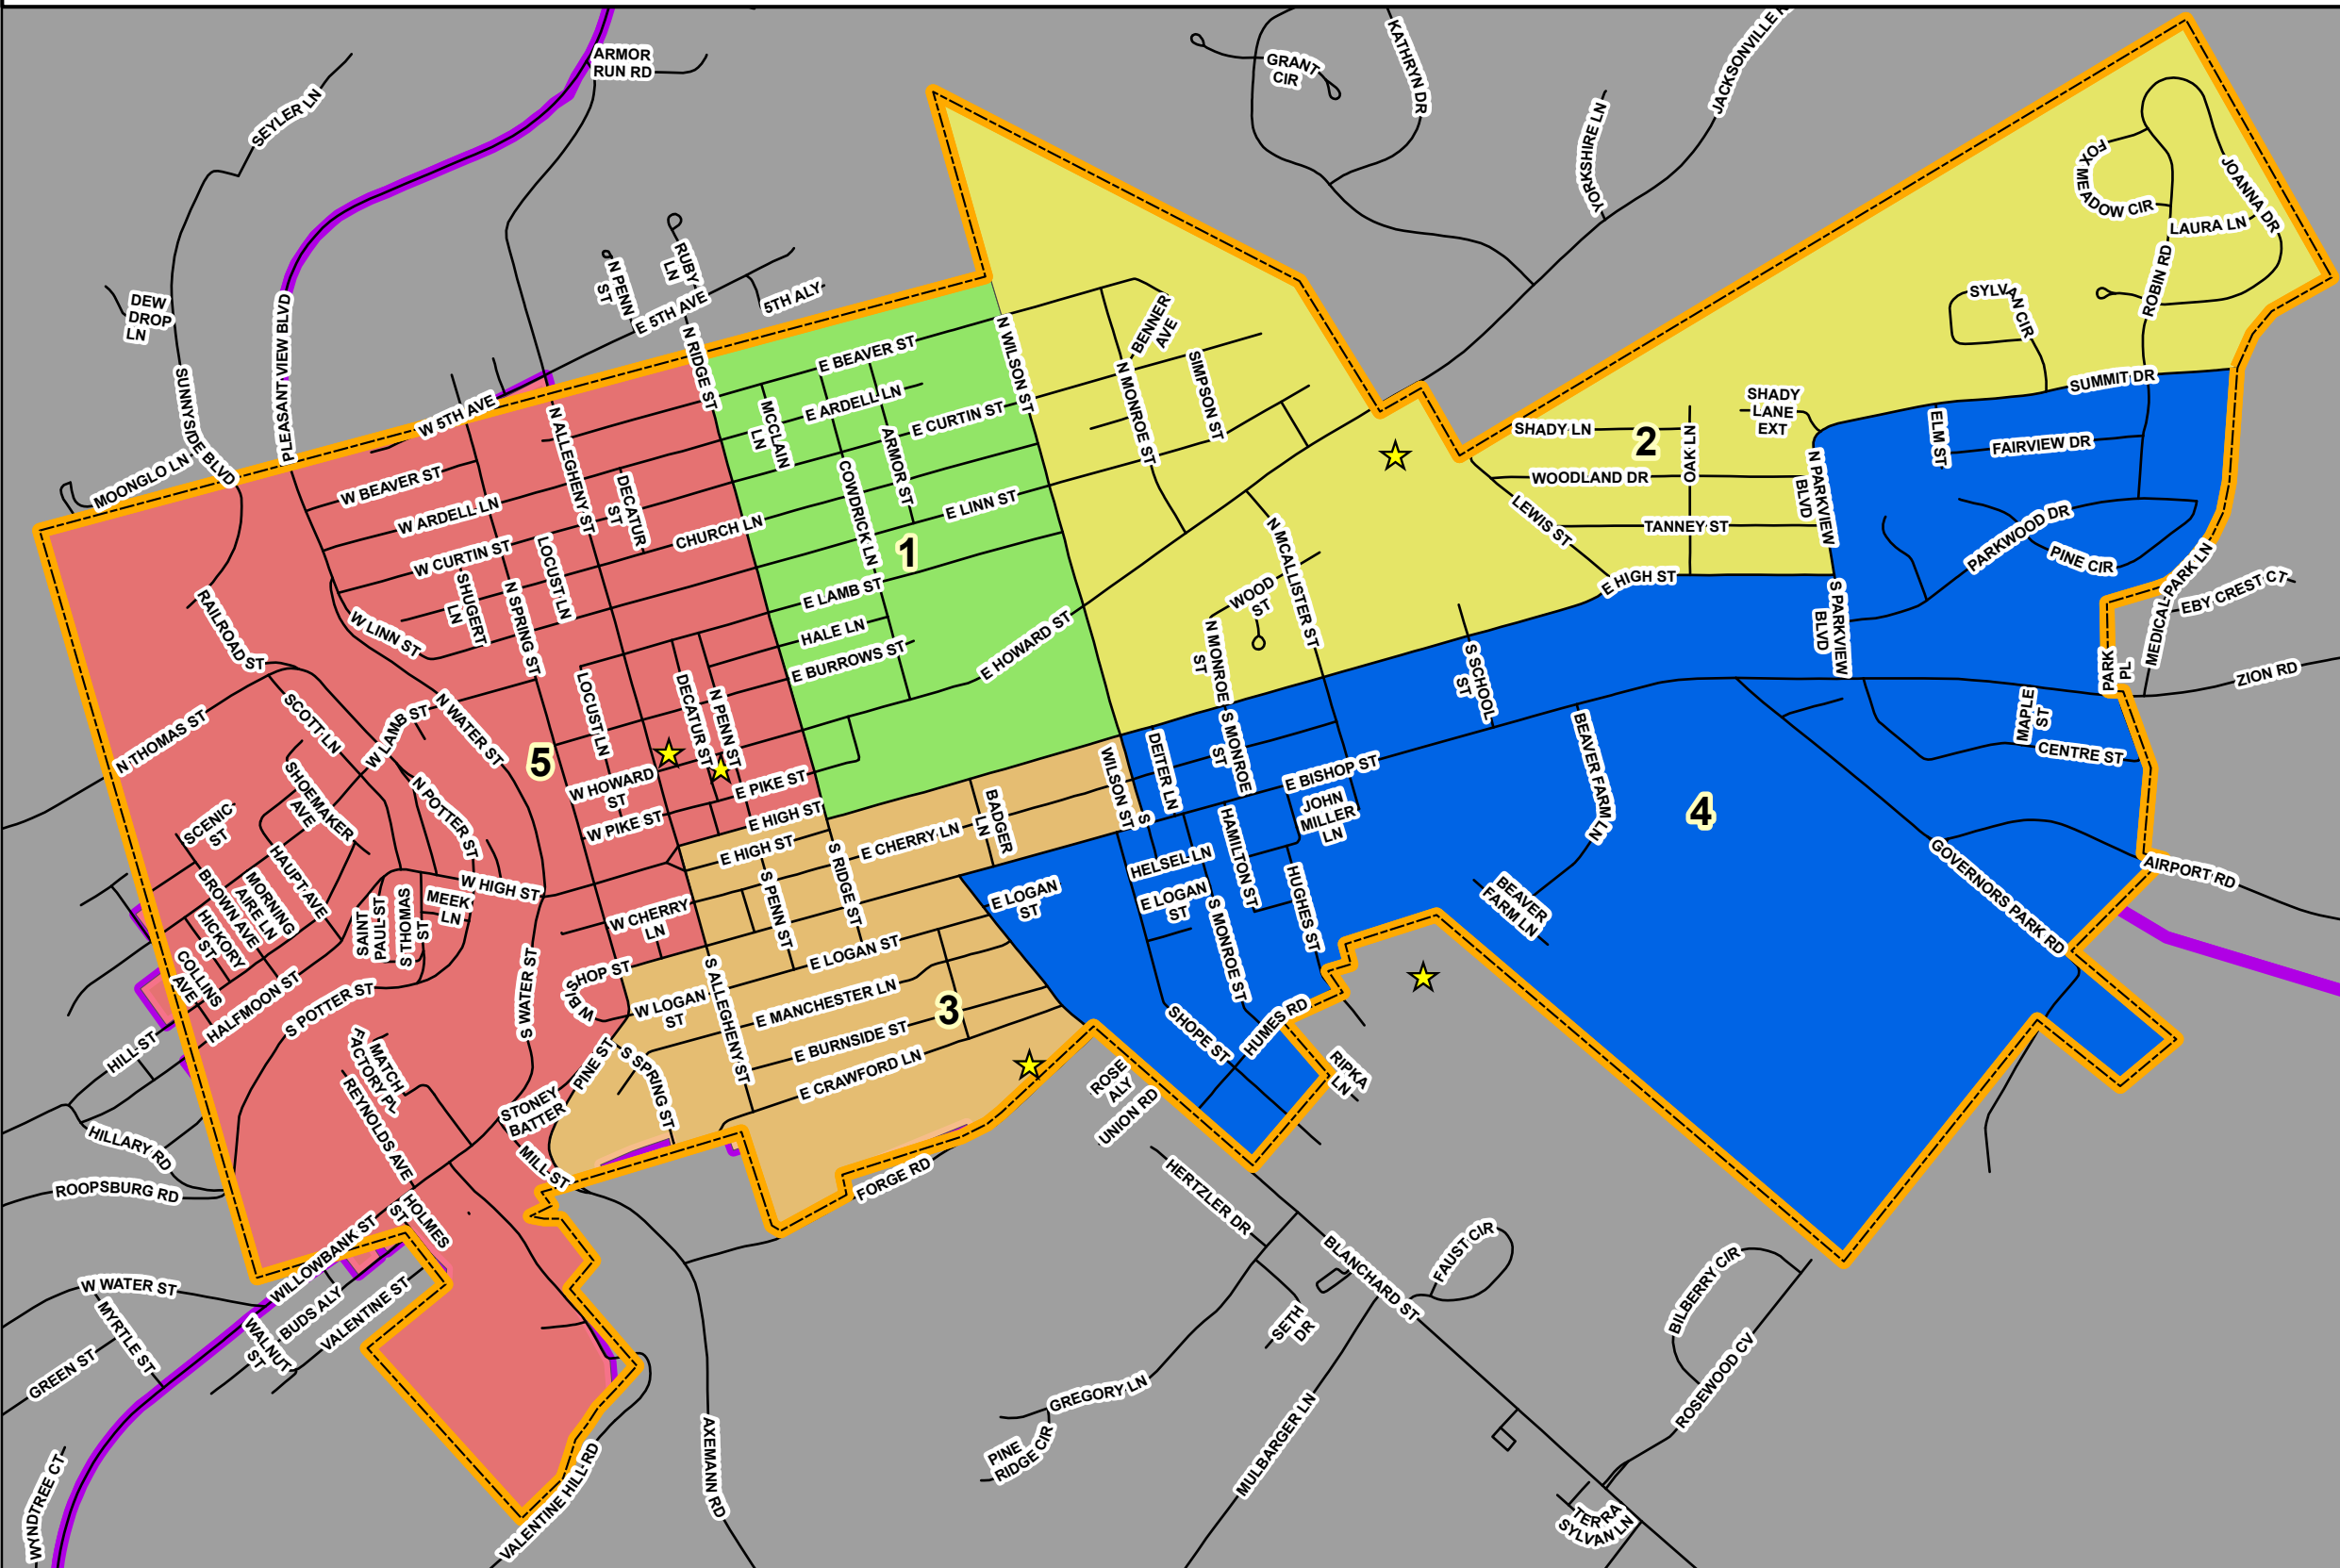 ARMOR
RUN RD
SEYLER LN
GRANT
CIR
KATHRYN DR
JACKSONVILLE R
YORKSHIRE LN
FOX MEADOW CIR
JOANNA DR
LAURA LN
ROBIN RD
SYLVAN CIR
SUMMIT DR
DEW
DROP
LN
PLEASANT VIEW BLVD
SUNNYSIDE BLVD
MOONGLO LN
N PENN
ST
RUBY
LN
E 5TH AVE
5TH ALY
N RIDGE ST
W 5TH AVE
N ALLEGHENY ST
E BEAVER ST
N WILSON ST
BENNER
AVE
SIMPSON ST
N MONROE ST
MCCLAIN
LN
E ARDELL LN
E CURTIN ST
ARMOR ST
COWDRICK LN
E LINN ST
1
E LAMB ST
HALE LN
E BURROWS ST
E HOWARD ST
W BEAVER ST
W ARDELL LN
W CURTIN ST
DECATUR
ST
CHURCH LN
LOCUST LN
SHUGERT
LN
N SPRING ST
W LINN ST
RAILROAD ST
SHADY LN
2
OAK LN
SHADY
LANE
EXT
WOODLAND DR
LEWIS ST
TANNEY ST
N PARKVIEW
BLVD
E HIGH ST
ELM ST
FAIRVIEW DR
PARKWOOD DR
PINE CIR
S PARKVIEW
BLVD
MEDICAL PARK LN
EBY CREST CT
PARK
PL
ZION RD
MAPLE
ST
CENTRE ST
N MCALLISTER ST
WOOD
ST
N MONROE
ST
S SCHOOL
ST
N THOMAS ST
SCOTT LN
W LAMB ST
N WATER ST
5
LOCUST LN
DECATUR ST
N PENN ST
W HOWARD
ST
W PIKE ST
E PIKE ST
E HIGH ST
E HIGH ST
E CHERRY LN
BADGER
LN
S WILSON ST
DEITER LN
S MONROE
ST
E BISHOP ST
JOHN
MILLER
LN
HAMILTON ST
HELSEL LN
E LOGAN
ST
E LOGAN
ST
S MONROE ST
HUGHES ST
BEAVER FARM LN
BEAVER
FARM LN
4
GOVERNORS PARK RD
AIRPORT RD
N POTTER ST
SHOEMAKER
AVE
SCENIC
ST
HAUPT AVE
MORNING
AIRE LN
BROWN AVE
HICKORY
ST
COLLINS
AVE
W HIGH ST
MEEK
LN
SAINT
PAUL ST
S THOMAS
ST
HALFMOON ST
S POTTER ST
HILL ST
HILLARY RD
ROOPSBURG RD
S WATER ST
W CHERRY
LN
W BISHOP ST
W LOGAN
ST
S PENN ST
S RIDGE ST
E LOGAN ST
S ALLEGHENY ST
E MANCHESTER LN
3
E BURNSIDE ST
E CRAWFORD LN
PINE ST
S SPRING ST
STONEY
BATTER
MILL ST
MATCH
FACTORY PL
REYNOLDS AVE
HOLMES
ST
FORGE RD
ROSE
ALY
UNION RD
SHOPE ST
HUMES RD
RIPKA
LN
WILLOWBANK ST
W WATER ST
BUDS ALY
VALENTINE ST
WALNUT
ST
MYRTLE ST
GREEN ST
WYNDTREE CT
VALENTINE HILL RD
AXEMANN RD
HERTZLER DR
BLANCHARD ST
FAUST CIR
SETH
DR
GREGORY LN
PINE
RIDGE CIR
MULBARGER LN
BILBERRY CIR
ROSEWOOD CV
TERRA
SYLVAN LN